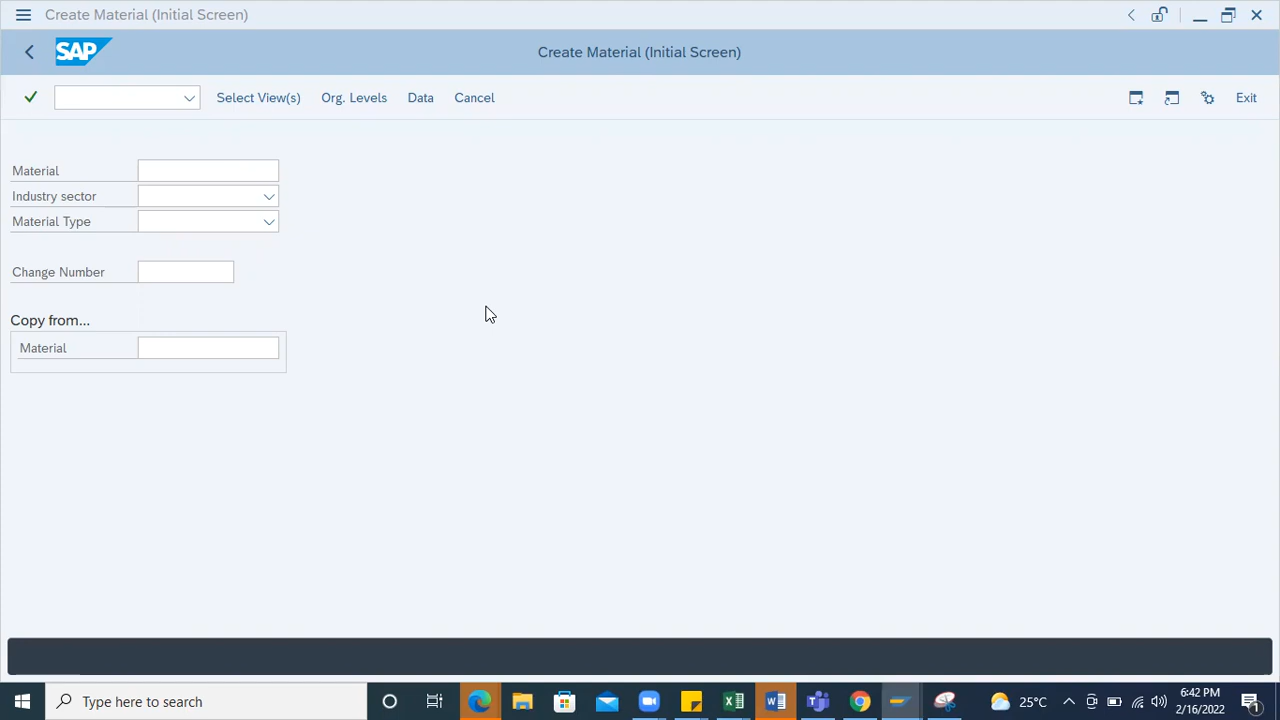 Create Material (Initial Screen)
SAP
Create Material (Initial Screen)
Select View(s) Org. Levels Data Cancel Exit
Material
Industry sector
Material Type
Change Number
Copy from...
Material
Type here to search
25°C
6:42 PM
2/16/2022
1